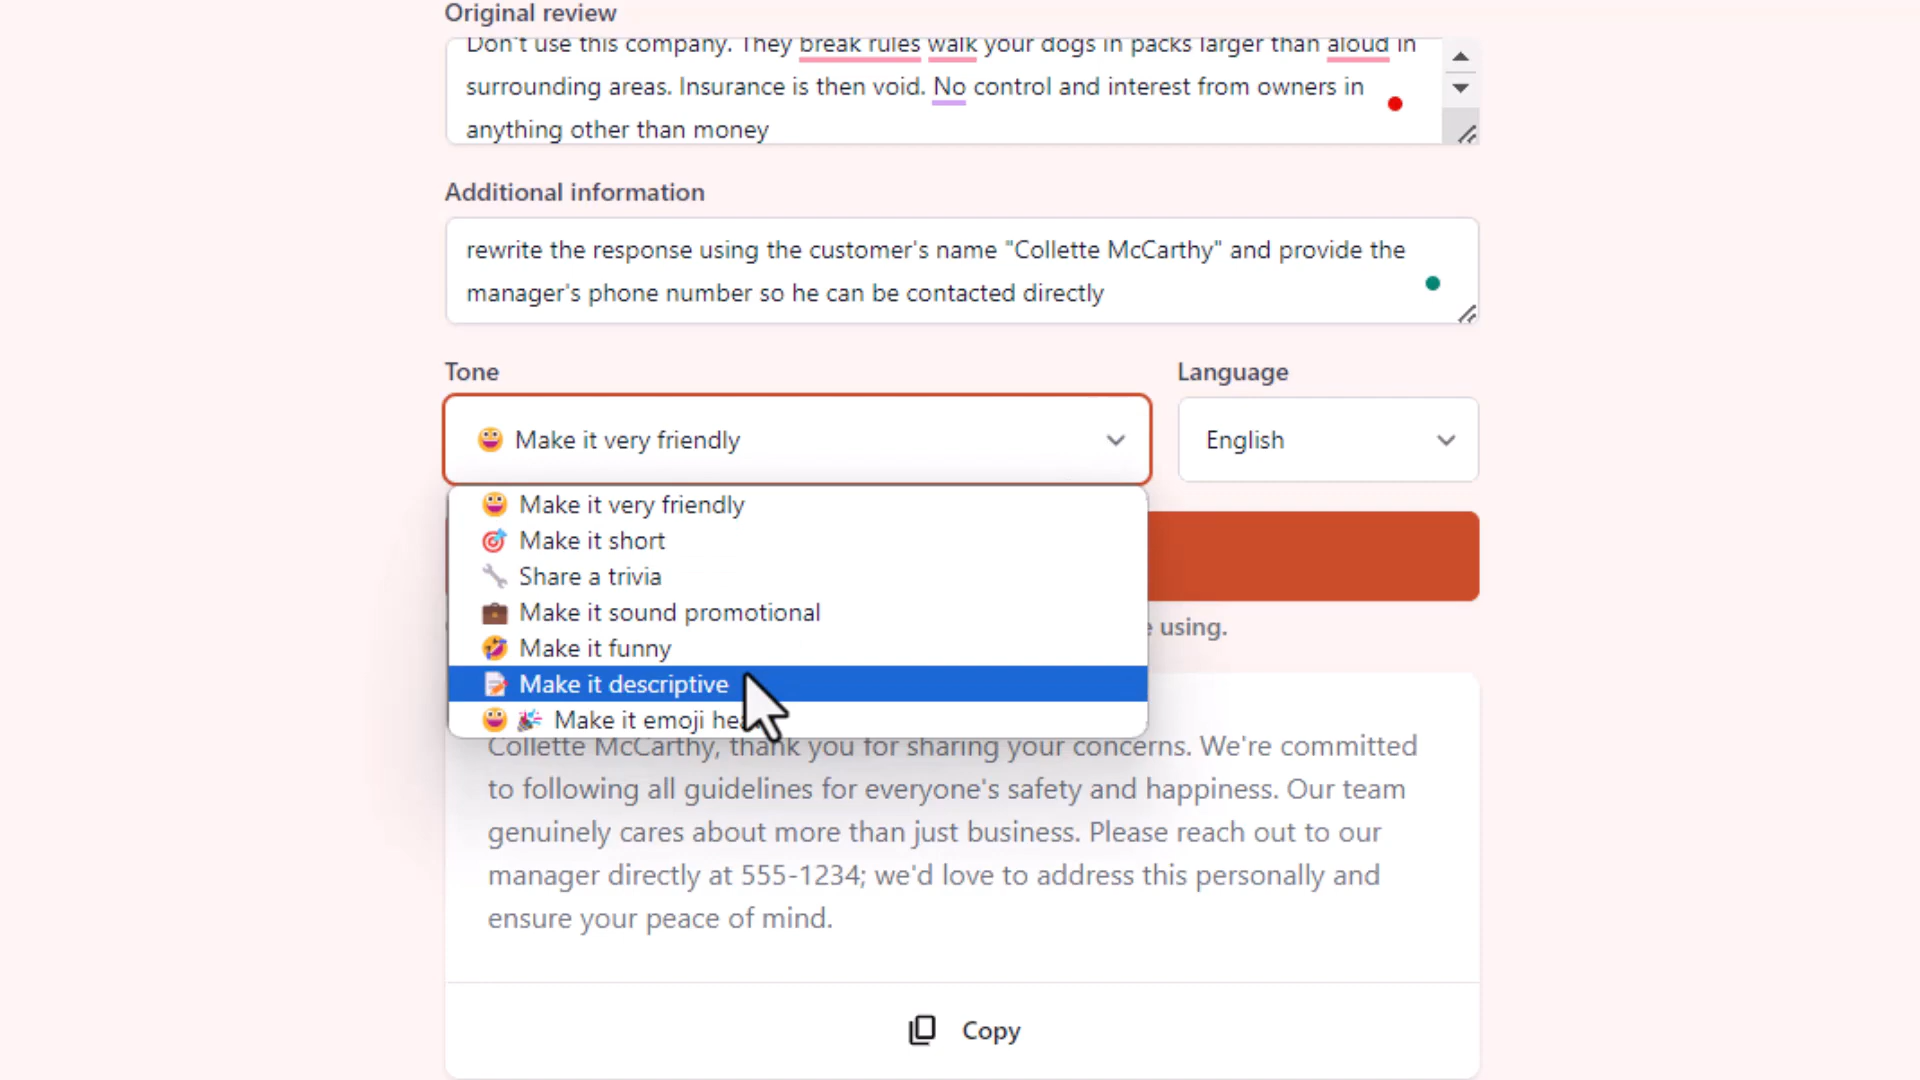 Original review
Don't use this company. They break rules walk your dogs in packs larger than aloud in
surrounding areas. Insurance is then void. No control and interest from owners in
anything other than money
Additional information
rewrite the response using the customer's name "Collette McCarthy" and provide the
manager's phone number so he can be contacted directly
Tone
Language
Make it very friendly
English
Make it very friendly
Make it short
Share a trivia
Make it sound promotional
Make it funny
Make it descriptive
Make it emoji
using.
Collette McCarthy, thank you for sharing your concerns. We're committed
to following all guidelines for everyone's safety and happiness. Our team
genuinely cares about more than just business. Please reach out to our
manager directly at 555-1234; we'd love to address this personally and
ensure your peace of mind.
Copy